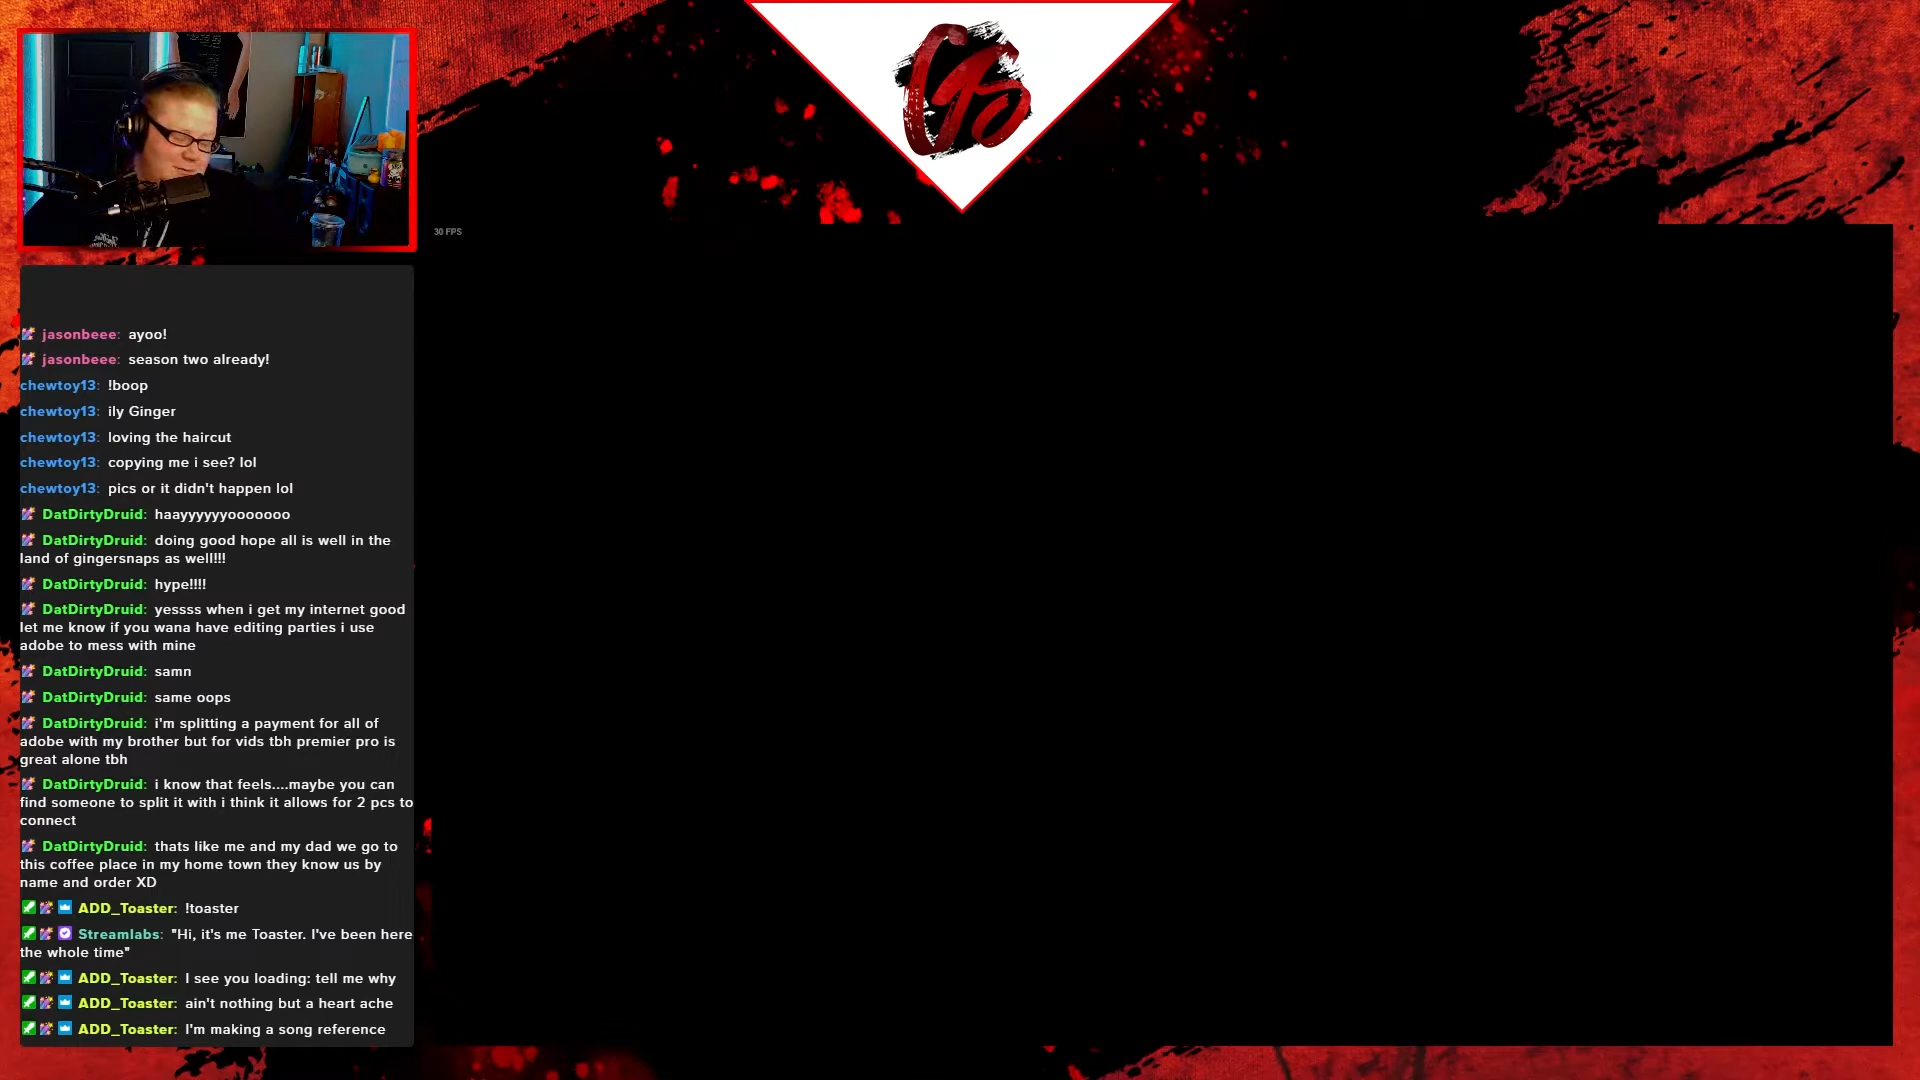 GS
30 FPS
jasonbeee: ayoo!
jasonbeee: season two already!
chewtoy13: !boop
chewtoy13: ily Ginger
chewtoy13: loving the haircut
chewtoy13: copying me i see? lol
chewtoy13: pics or it didn't happen lol
DatDirtyDruid: haayyyyyyooooooo
DatDirtyDruid: doing good hope all is well in the
land of gingersnaps as well!!!
DatDirtyDruid: hype!!!!
DatDirtyDruid: yessss when i get my internet good
let me know if you wana have editing parties i use
adobe to mess with mine
DatDirtyDruid: samn
DatDirtyDruid: same oops
DatDirtyDruid: i'm splitting a payment for all of
adobe with my brother but for vids tbh premier pro is
great alone tbh
DatDirtyDruid: i know that feels....maybe you can
find someone to split it with i think it allows for 2 pcs to
connect
DatDirtyDruid: thats like me and my dad we go to
this coffee place in my home town they know us by
name and order XD
ADD_Toaster: !toaster
Streamlabs: "Hi, it's me Toaster. I've been here
the whole time"
ADD_Toaster: I see you loading: tell me why
ADD_Toaster: ain't nothing but a heart ache
ADD_Toaster: I'm making a song reference